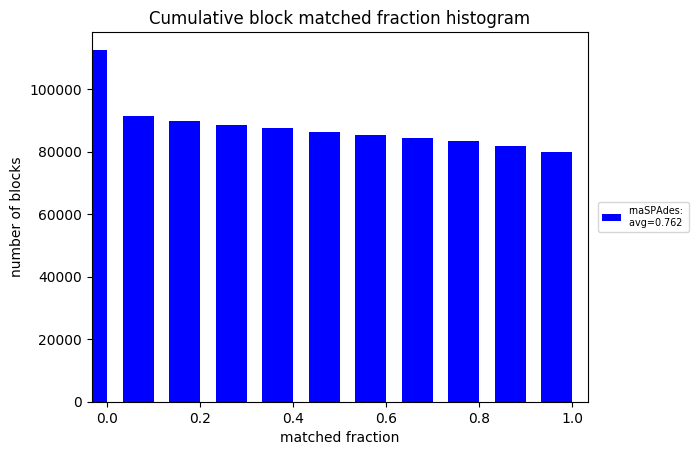 Cumulative block matched fraction histogram
number of blocks
100000
80000
60000
40000
20000
0
0.0 0.2 0.4 0.6 0.8 1.0
matched fraction
rnaSPAdes:
avg=0.762